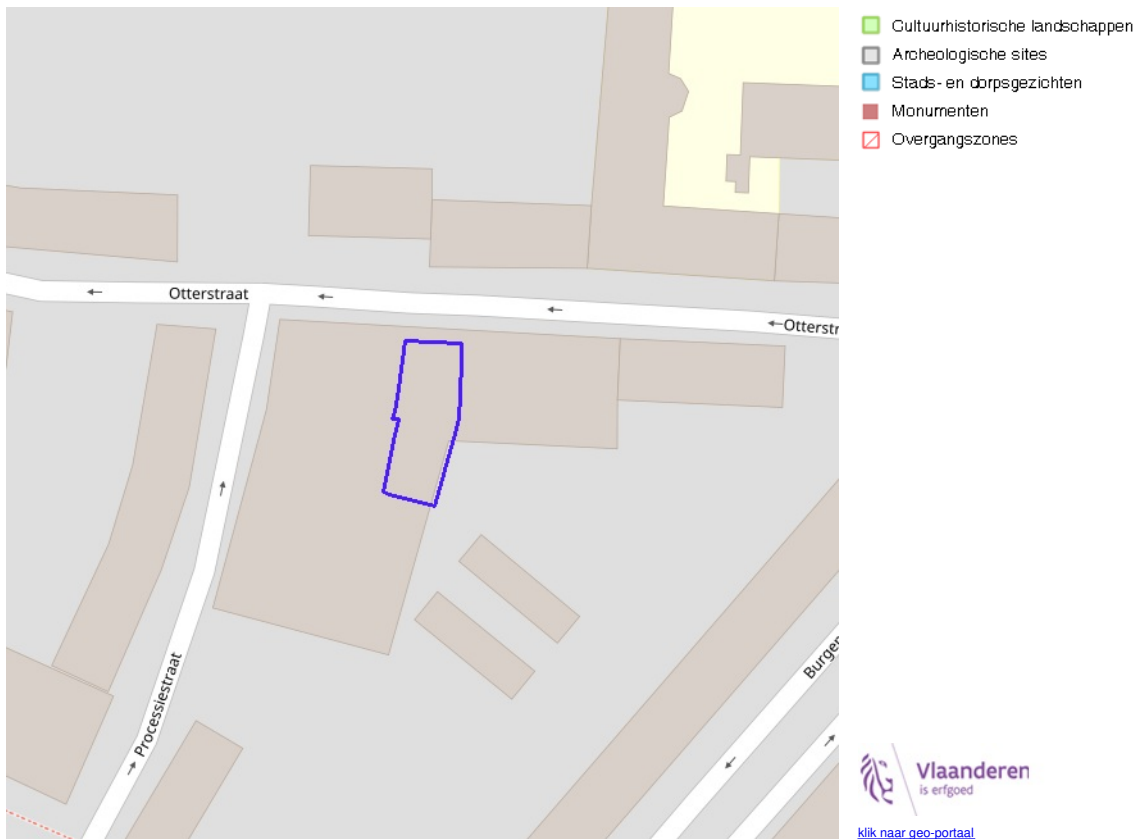 Cultuurhistorische landschappen
Archeologische sites
Stads- en dorpsgezichten
Monumenten
Overgangszones
Otterstraat
Otterstr
Processiestraat
Burgen
Vlaanderen
is erfgoed
klik naar geo-portaal